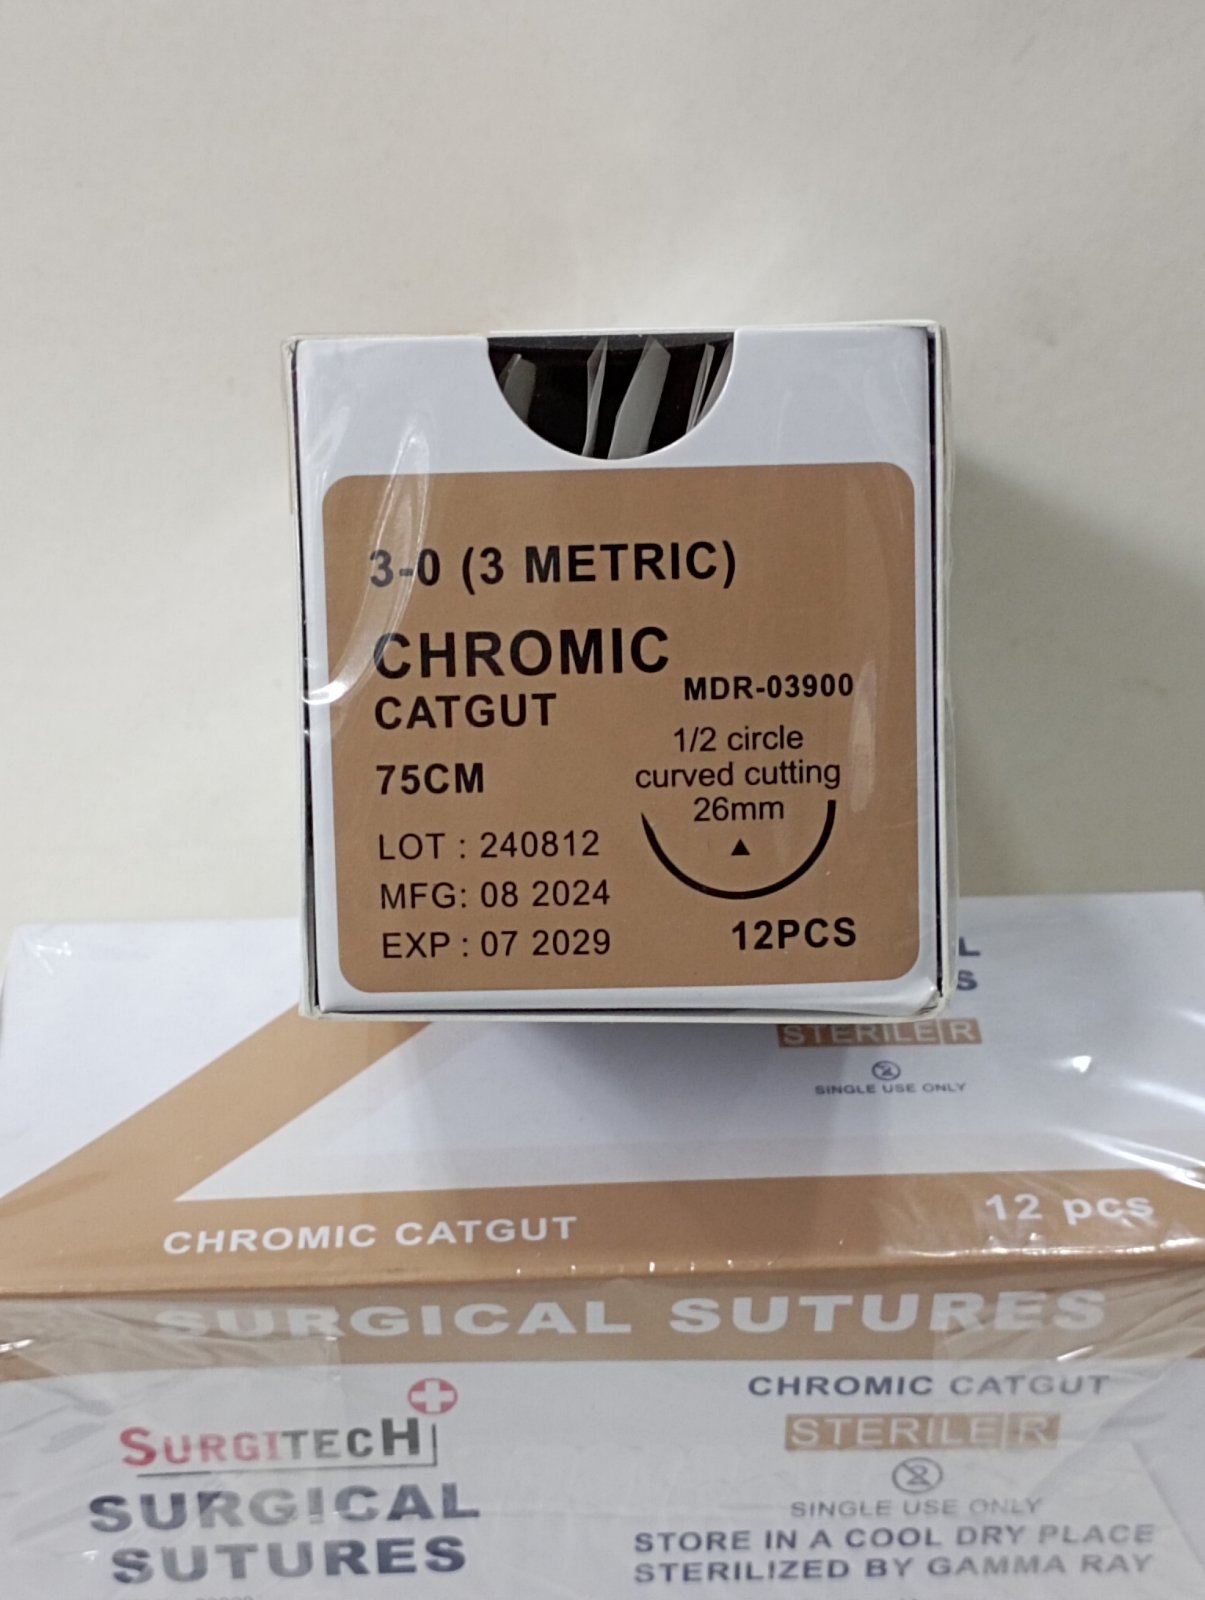 3-0 (3 METRIC)
CHROMIC
CATGUT
MDR-03900
75CM
1/2 circle
curved cutting
26mm
LOT : 240812
MFG: 08 2024
EXP : 07 2029
12PCS
L
S
STERILE R
2
SINGLE USE ONLY
CHROMIC CATGUT
12 pcs
SURGICAL SUTURES
SURGITECH
SURGICAL
SUTURES
CHROMIC CATGUT
STERILE R
2
SINGLE USE ONLY
STORE IN A COOL DRY PLACE
STERILIZED BY GAMMA RAY